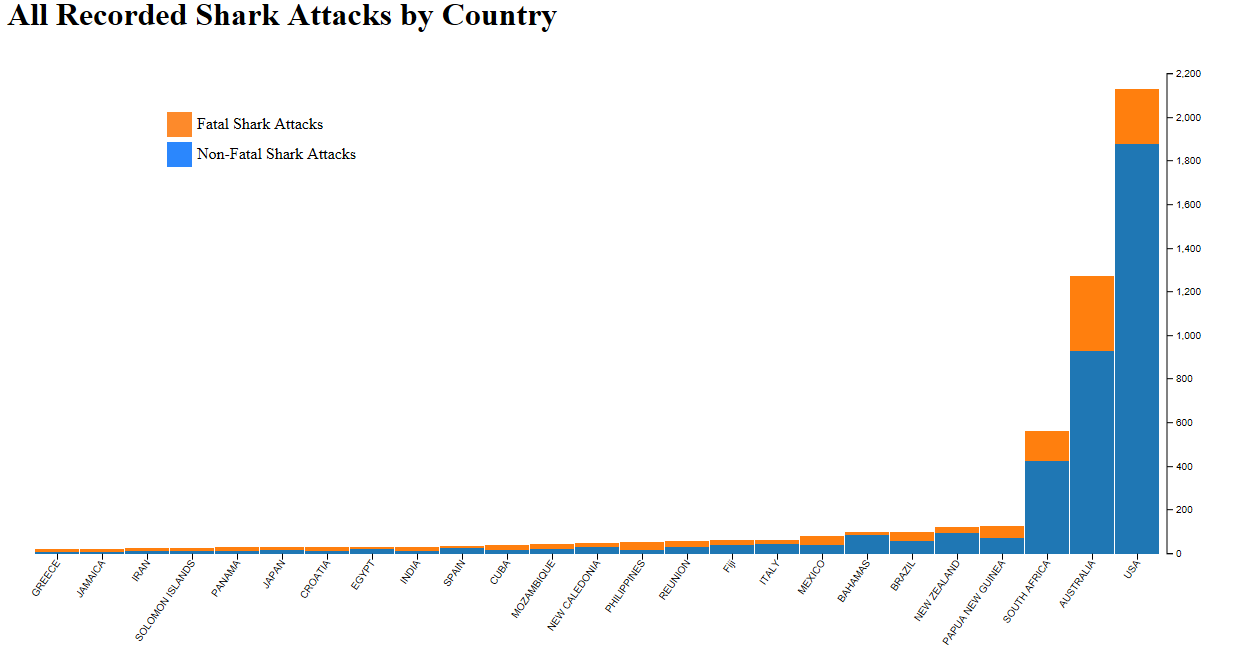 All Recorded Shark Attacks by Country
Fatal Shark Attacks
Non-Fatal Shark Attacks
2,200
2,000
1,800
1,600
1,400
1,200
1,000
800
600
400
200
0
GREECE
JAMAICA
IRAN
SOLOMON ISLANDS
PANAMA
JAPAN
CROATIA
EGYPT
INDIA
SPAIN
CUBA
MOZAMBIQUE
NEW CALEDONIA
PHILIPPINES
REUNION
Fiji
ITALY
MEXICO
BAHAMAS
BRAZIL
NEW ZEALAND
PAPUA NEW GUINEA
SOUTH AFRICA
AUSTRALIA
USA